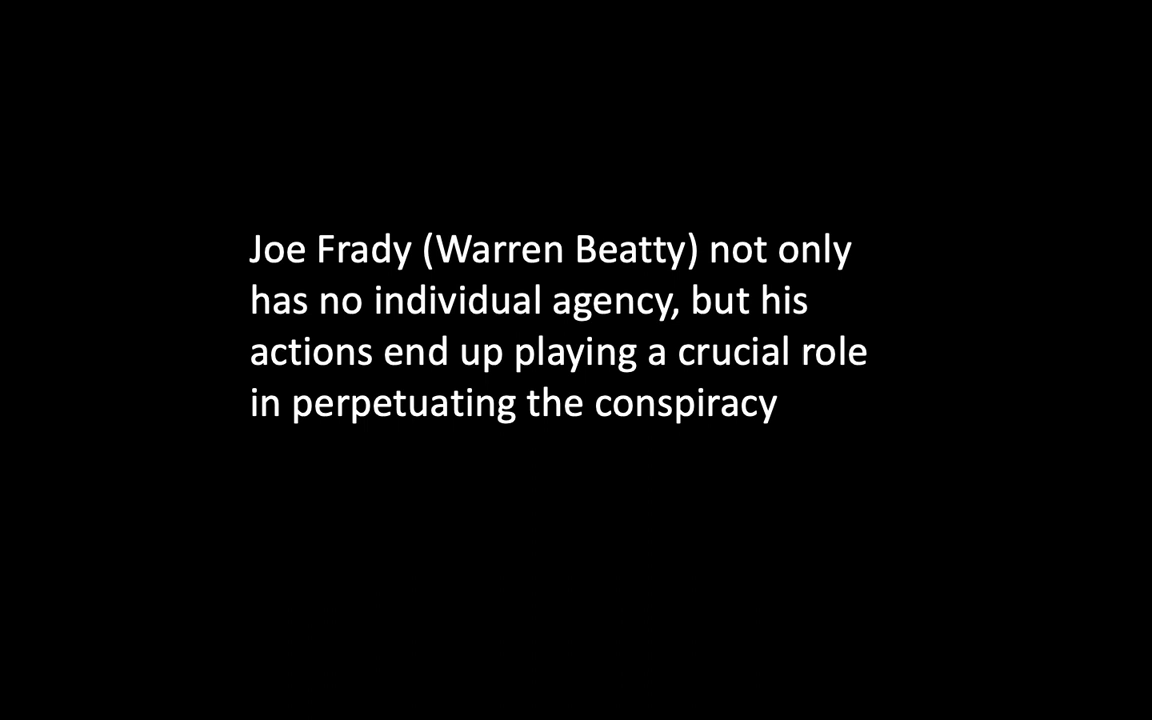 Joe Frady (Warren Beatty) not only
has no individual agency, but his
actions end up playing a crucial role
in perpetuating the conspiracy